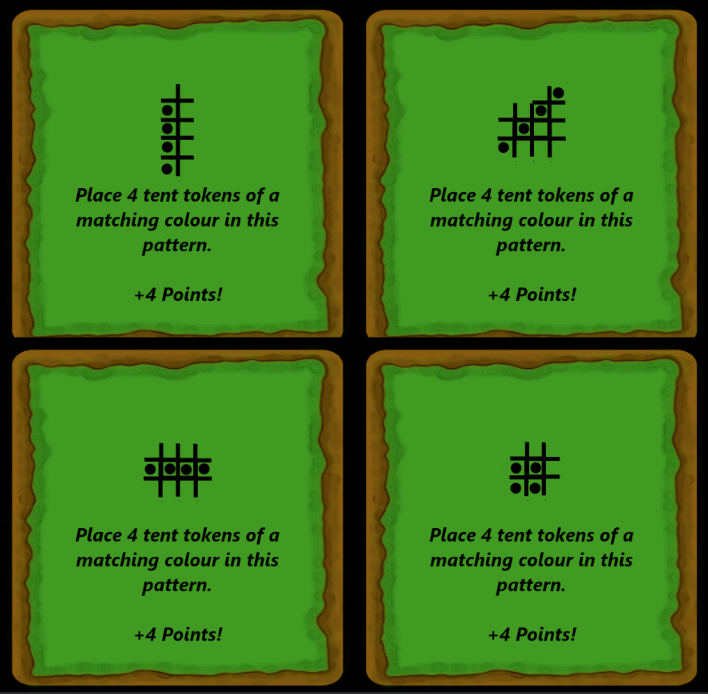 Place 4 tent tokens of a
matching colour in this
pattern.
+4 Points!
Place 4 tent tokens of a
matching colour in this
pattern.
+4 Points!
Place 4 tent tokens of a
matching colour in this
pattern.
+4 Points!
Place 4 tent tokens of a
matching colour in this
pattern.
+4 Points!